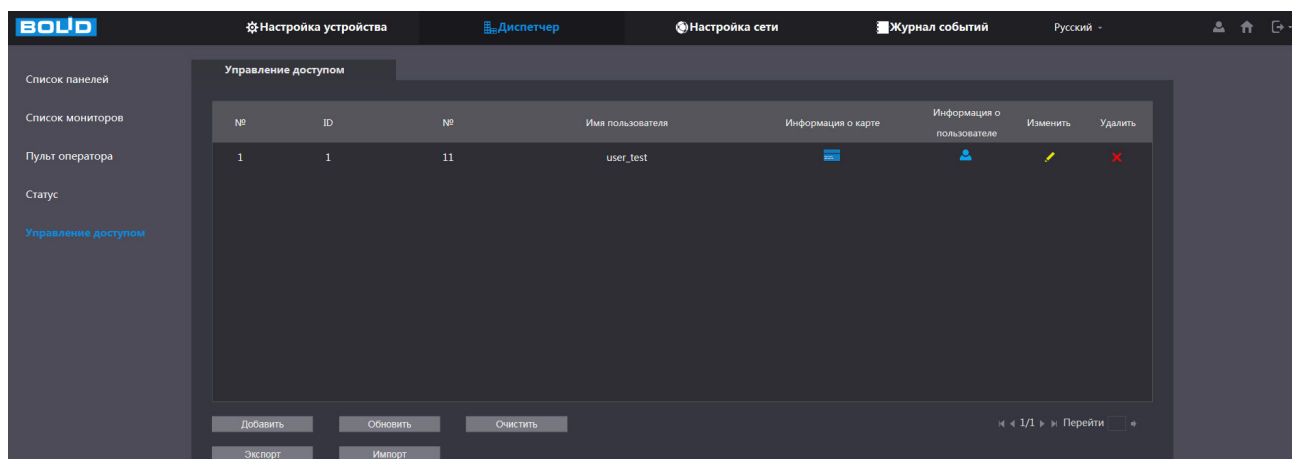 BOLID Настройка устройства Диспетчер Настройка сети Журнал событий Русский
Управление доступом
Список панелей
Список мониторов
Пульт оператора
Статус
Управление доступом
№ ID № Имя пользователя Информация о карте Информация о пользователе Изменить Удалить
1 1 11 user_test
Добавить Обновить Очистить 1/1 Перейти
Экспорт Импорт